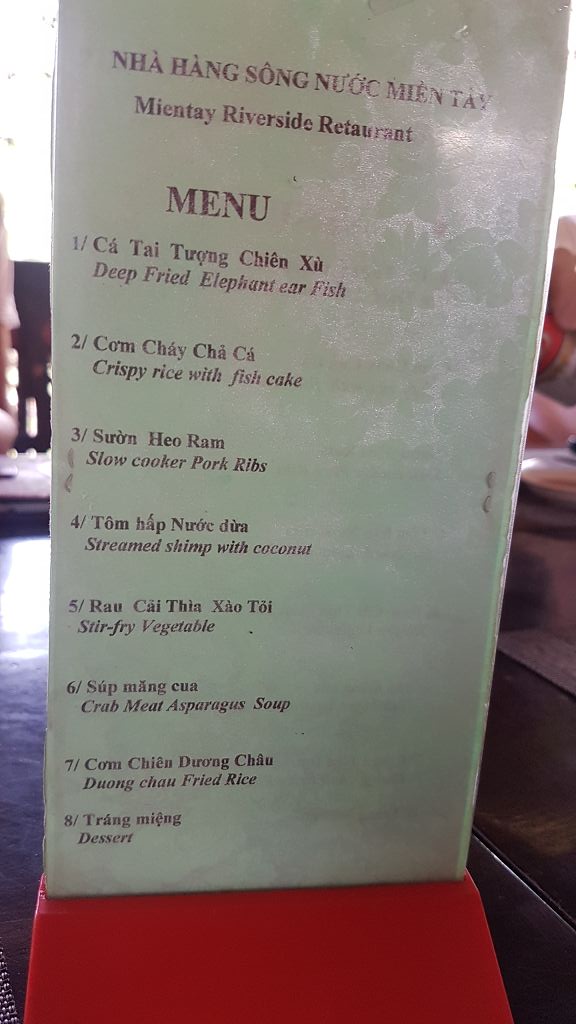 NHÀ HÀNG SÔNG NƯỚC MIỀN TÂY
Mientay Riverside Retaurant
MENU
1/ Cá Tai Tượng Chiên Xù
Deep Fried Elephant ear Fish
2/ Cơm Cháy Chả Cá
Crispy rice with fish cake
3/ Sườn Heo Ram
Slow cooker Pork Ribs
4/ Tôm hấp Nước dừa
Streamed shimp with coconut
5/ Rau Cải Thìa Xào Tỏi
Stir-fry Vegetable
6/ Súp măng cua
Crab Meat Asparagus Soup
7/ Cơm Chiên Dương Châu
Duong chau Fried Rice
8/ Tráng miệng
Dessert